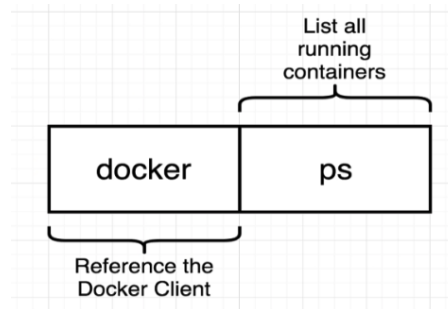 List all
running
containers
docker
ps
Reference the
Docker Client